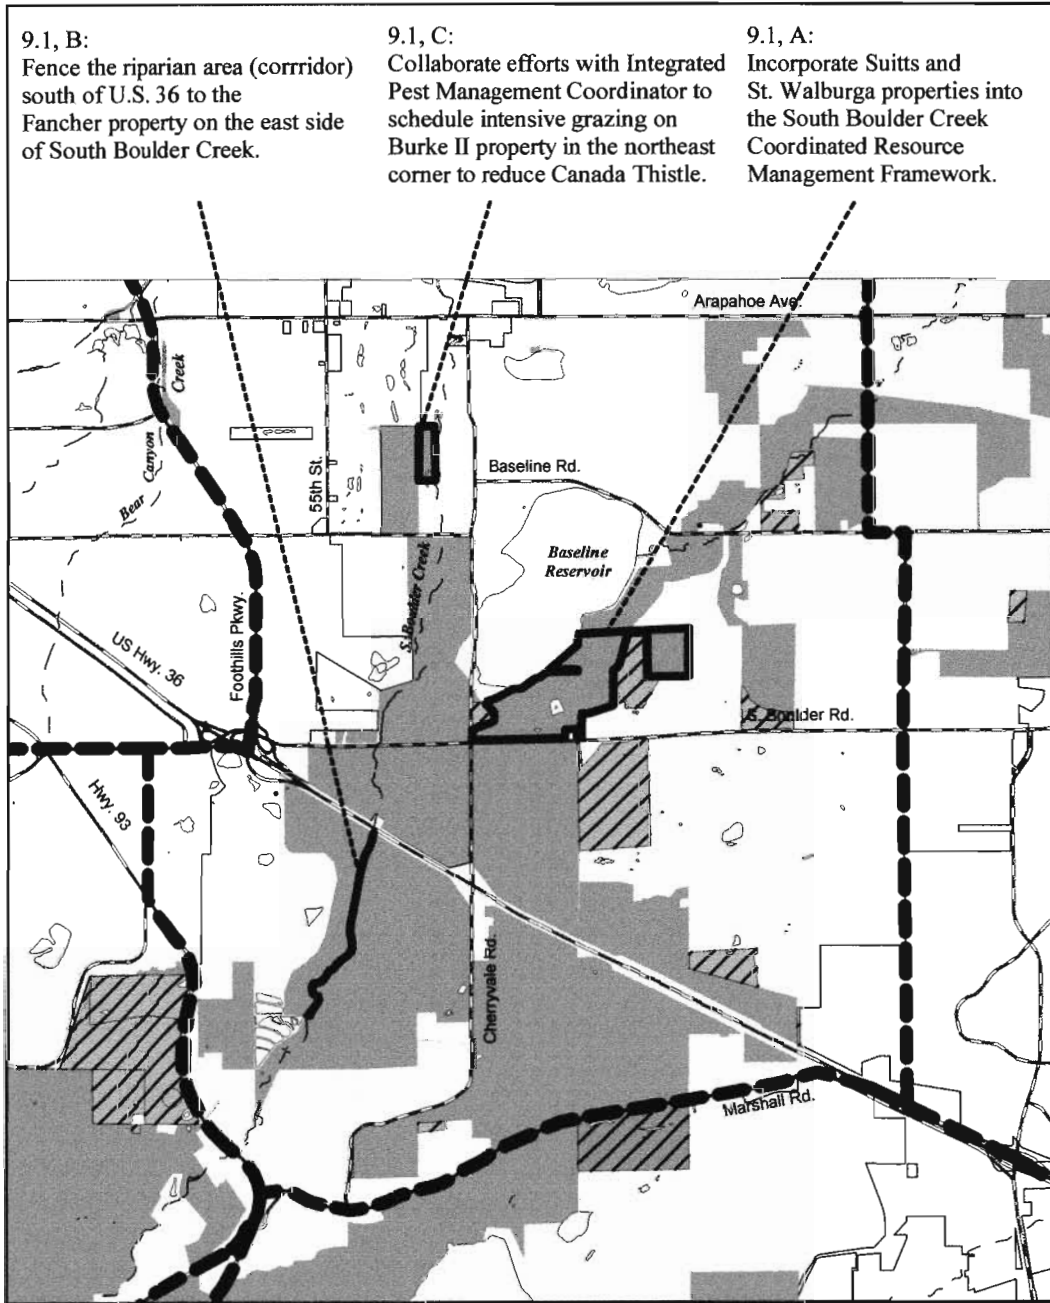 9.1, B:
Fence the riparian area (corrridor)
south of U.S. 36 to the
Fancher property on the east side
of South Boulder Creek.
9.1, C:
Collaborate efforts with Integrated
Pest Management Coordinator to
schedule intensive grazing on
Burke II property in the northeast
corner to reduce Canada Thistle.
9.1, A:
Incorporate Suitts and
St. Walburga properties into
the South Boulder Creek
Coordinated Resource
Management Framework.
Arapahoe Ave.
Bear Canyon Creek
55th St.
Baseline Rd.
Baseline
Reservoir
S. Boulder Creek
Foothills Pkwy.
US Hwy. 36
S. Boulder Rd.
Hwy. 93
Cherryvale Rd.
Marshall Rd.